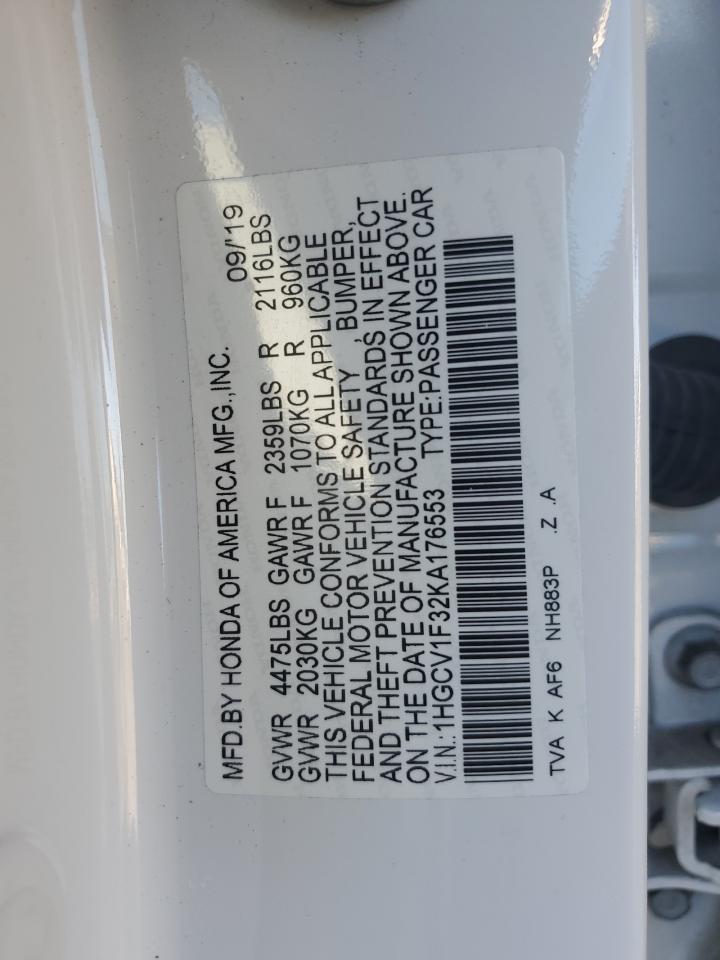 MFD.BY HONDA OF AMERICA MFG.,INC. 09/'19
GVWR 4475LBS GAWR F 2359LBS R 2116LBS
GVWR 2030KG GAWR F 1070KG R 960KG
THIS VEHICLE CONFORMS TO ALL APPLICABLE
FEDERAL MOTOR VEHICLE SAFETY , BUMPER,
AND THEFT PREVENTION STANDARDS IN EFFECT
ON THE DATE OF MANUFACTURE SHOWN ABOVE.
V.I.N.:1HGCV1F32KA176553 TYPE:PASSENGER CAR
TVA K AF6 NH883P .Z .A